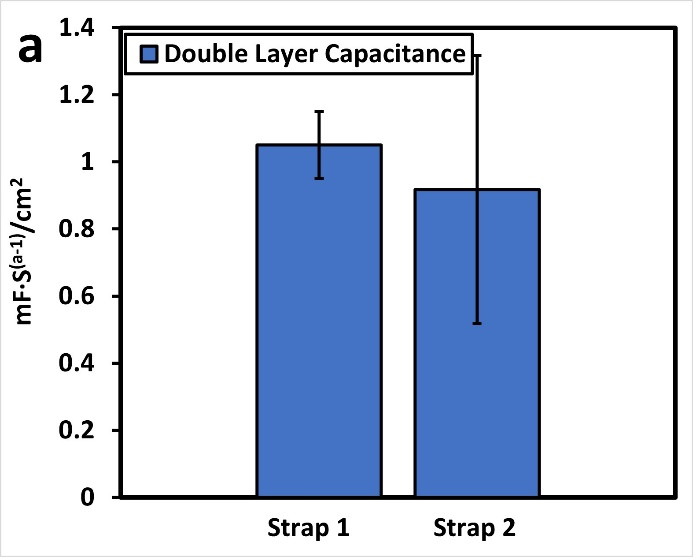 a
Double Layer Capacitance
1.4
1.2
1
0.8
0.6
0.4
0.2
0
mF·S(a-1)/cm2
Strap 1 Strap 2